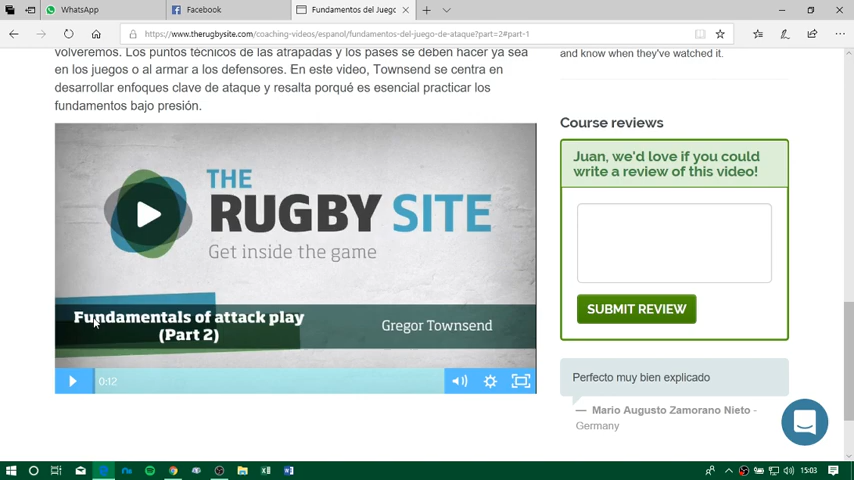 WhatsApp
Facebook
Fundamentos del Juego
https://www.therugbysite.com/coaching-videos/espanol/fundamentos-del-juego-de-ataque?part=2#part-1
volveremos. Los puntos técnicos de las atrapadas y los pases se deben hacer ya sea
en los juegos o al armar a los defensores. En este video, Townsend se centra en
desarrollar enfoques clave de ataque y resalta porqué es esencial practicar los
fundamentos bajo presión.
THE
RUGBY SITE
Get inside the game
Fundamentals of attack play
(Part 2)
Gregor Townsend
0:12
and know when they've watched it.
Course reviews
Juan, we'd love if you could
write a review of this video!
SUBMIT REVIEW
Perfecto muy bien explicado
— Mario Augusto Zamorano Nieto -
Germany
15:03